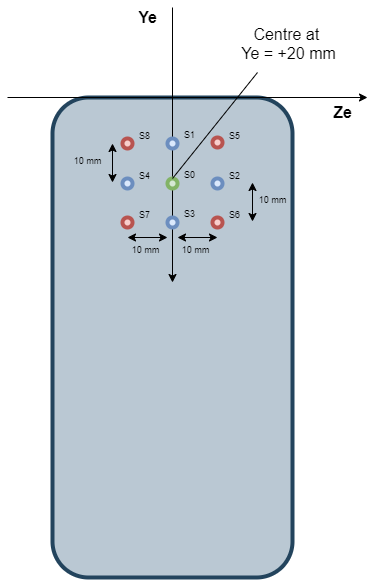 Ye
Centre at
Ye = +20 mm
Ze
S8
S1
S5
10 mm
S4
S0
S2
10 mm
S7
S3
S6
10 mm
10 mm